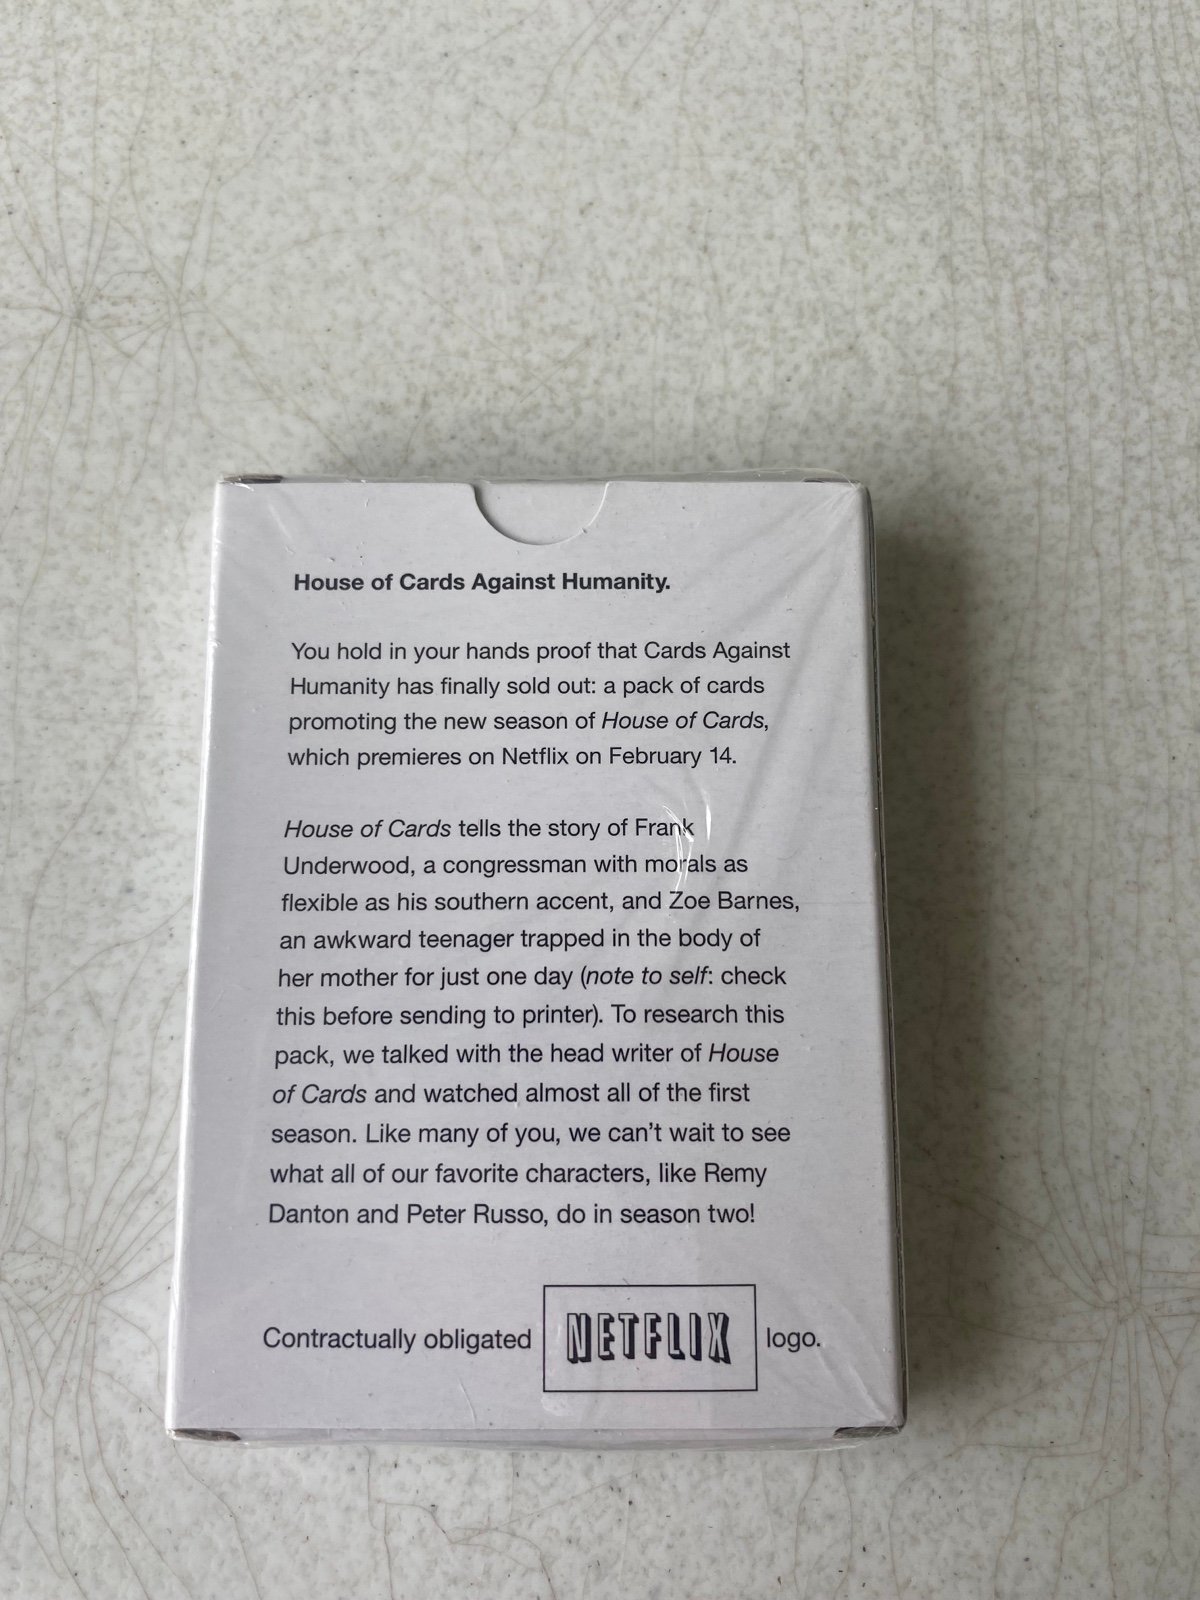 House of Cards Against Humanity.
You hold in your hands proof that Cards Against
Humanity has finally sold out: a pack of cards
promoting the new season of House of Cards,
which premieres on Netflix on February 14.
House of Cards tells the story of Frank
Underwood, a congressman with morals as
flexible as his southern accent, and Zoe Barnes,
an awkward teenager trapped in the body of
her mother for just one day (note to self: check
this before sending to printer). To research this
pack, we talked with the head writer of House
of Cards and watched almost all of the first
season. Like many of you, we can't wait to see
what all of our favorite characters, like Remy
Danton and Peter Russo, do in season two!
Contractually obligated NETFLIX logo.